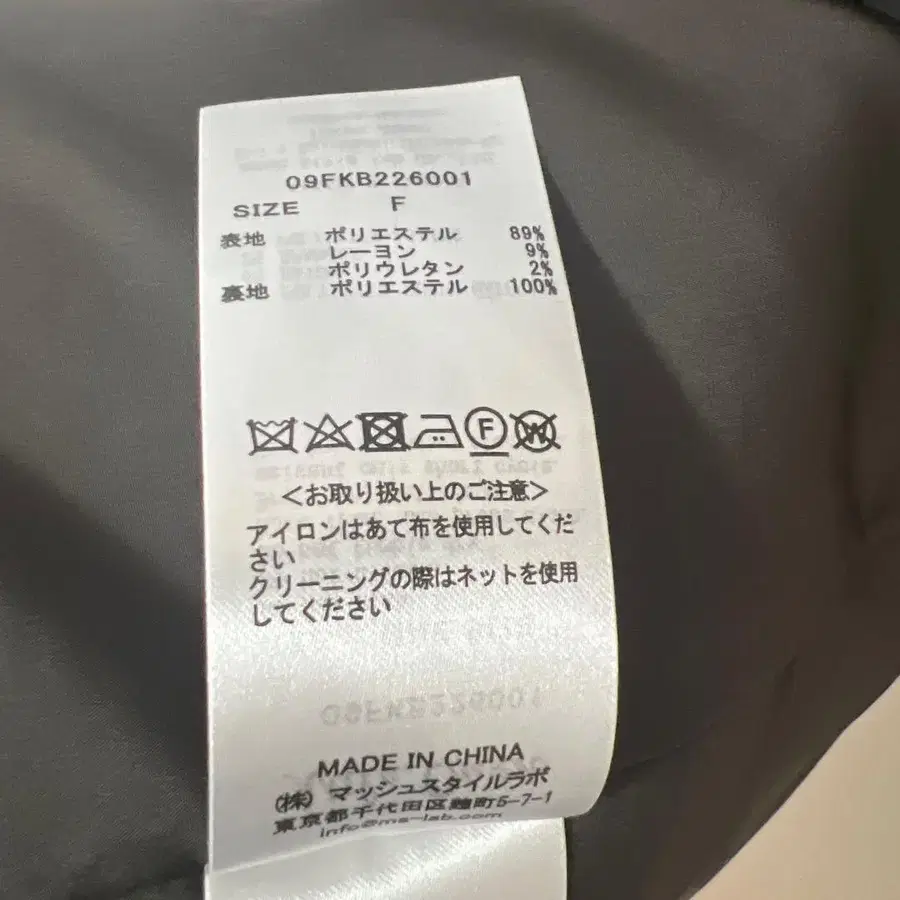 09FKB226001
SIZE F
表地 ポリエステル 89%
レーヨン 9%
ポリウレタン 2%
裏地 ポリエステル 100%
F W
＜お取り扱い上のご注意＞
アイロンはあて布を使用してくだ
さい
クリーニングの際はネットを使用
してください
MADE IN CHINA
(株) マッシュスタイルラボ
東京都千代田区麹町5-7-1
info@ms-lab.com